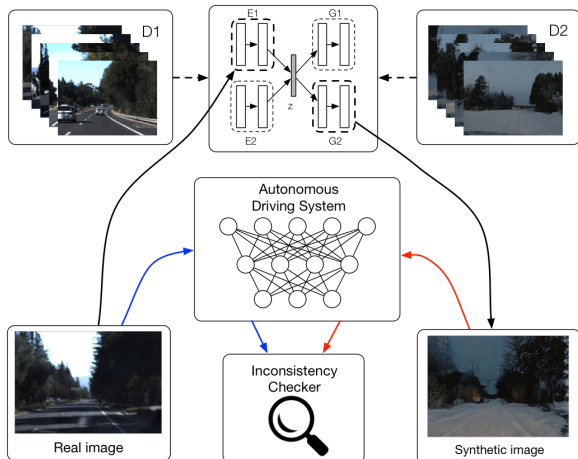 D1
E1
G1
D2
z
E2
G2
Autonomous
Driving System
Inconsistency
Checker
Real image
Synthetic image